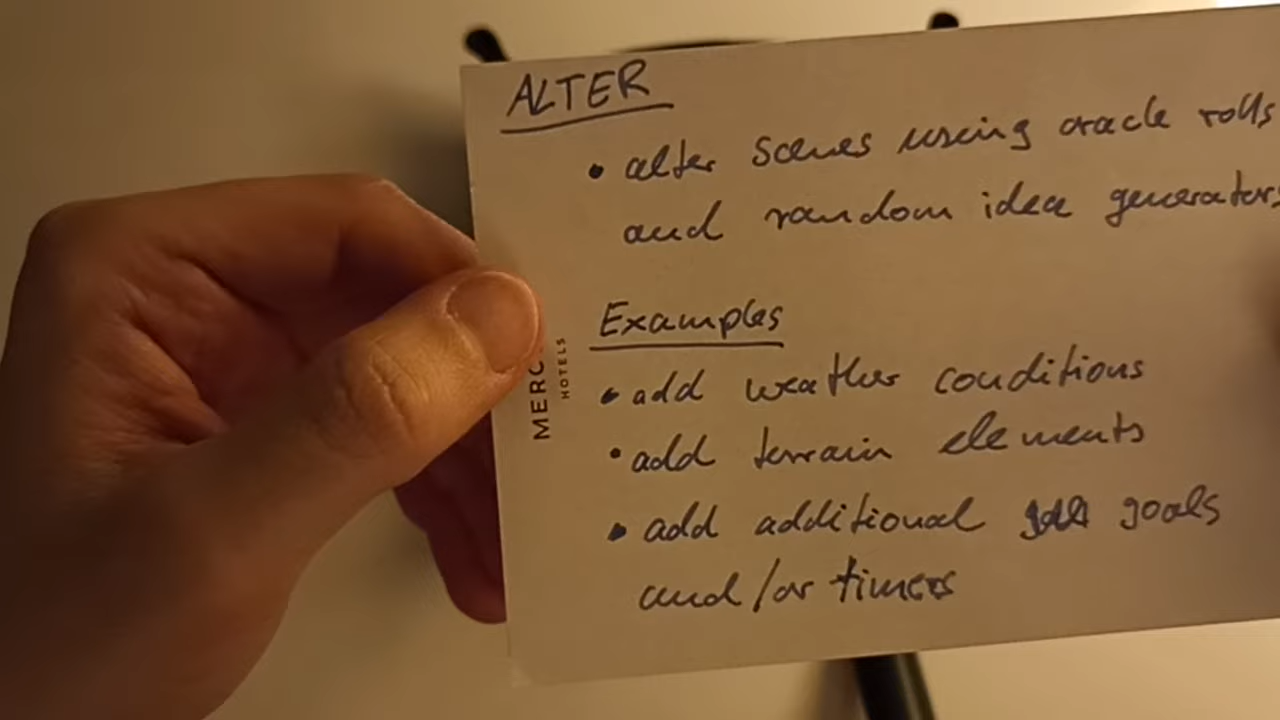 ALTER
• alter scenes using oracle rolls
and random idea generators
Examples
• add weather conditions
• add terrain elements
• add additional goals
and/or timers
MERC
HOTELS